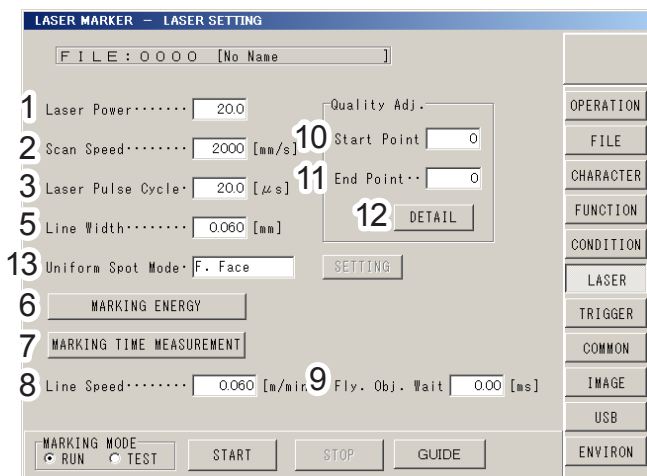 LASER MARKER – LASER SETTING
FILE:0000 [No Name ]
1 Laser Power······· 20.0
2 Scan Speed········ 2000 [mm/s]
3 Laser Pulse Cycle· 20.0 [μs]
5 Line Width········ 0.060 [mm]
13 Uniform Spot Mode· F. Face SETTING
Quality Adj.
10 Start Point 0
11 End Point·· 0
12 DETAIL
6 MARKING ENERGY
7 MARKING TIME MEASUREMENT
8 Line Speed········ 0.060 [m/min
9 Fly. Obj. Wait 0.00 [ms]
MARKING MODE
RUN TEST START STOP GUIDE
OPERATION
FILE
CHARACTER
FUNCTION
CONDITION
LASER
TRIGGER
COMMON
IMAGE
USB
ENVIRON